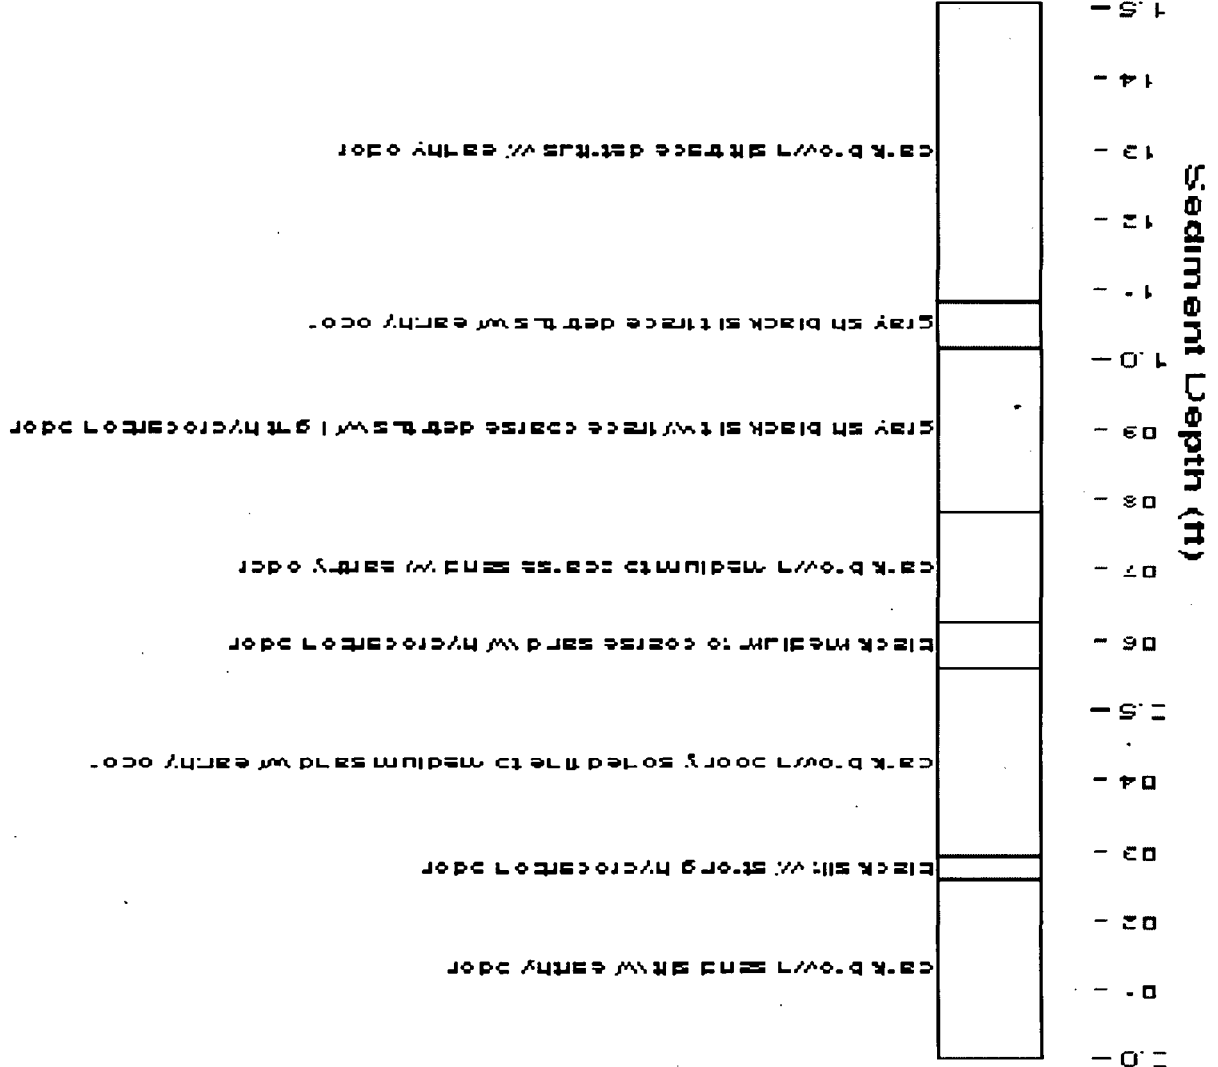 Sediment Depth (ft)
0.0
0.1
0.2
0.3
0.4
0.5
0.6
0.7
0.8
0.9
1.0
1.1
1.2
1.3
1.4
1.5
dark brown sand silt w/ earthy odor
black silt w/ strong hydrocarbon odor
dark brown poorly sorted fine to medium sand w/ earthy odor
black medium to coarse sand w/ hydrocarbon odor
dark brown medium to coarse sand w/ earthy odor
grayish black silt w/ trace coarse detritus w/ light hydrocarbon odor
grayish black silt trace detritus w/ earthy odor
dark brown silt trace detritus w/ earthy odor